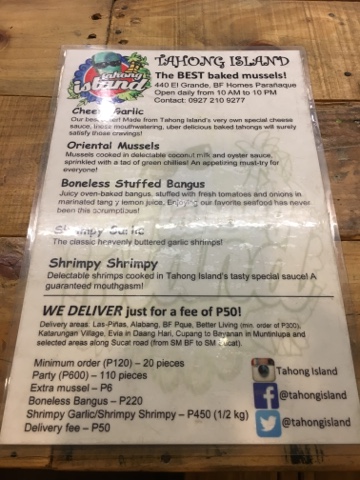 tahong
island
TAHONG ISLAND
The BEST baked mussels!
440 El Grande, BF Homes Parañaque
Open daily from 10 AM to 10 PM
Contact: 0927 210 9277
Garlic
Our Made from Tahong Island's very own special cheese
sauce, these mouthwatering, uber delicious baked tahongs will surely
satisfy those cravings!
Oriental Mussels
Mussels cooked in delectable coconut milk and oyster sauce,
sprinkled with a tad of green chillies! An appetizing must-try for
everyone!
Boneless Stuffed Bangus
Juicy oven-baked bangus, stuffed with fresh tomatoes and onions in
marinated tangy lemon juice. Enjoying our favorite seafood has never
been this scrumptious!
Shrimpy Garlic
The classic heavenly buttered garlic shrimps!
Shrimpy Shrimpy
Delectable shrimps cooked in Tahong Island's tasty special sauce! A
guaranteed mouthgasm!
WE DELIVER just for a fee of P50!
Delivery areas: Las-Piñas, Alabang, BF Pque, Better Living (min. order of P300),
Katarungan Village, Evia in Daang Hari, Cupang to Bayanan in Muntinlupa and
selected areas along Sucat road (from SM BF to SM Sucat).
Minimum order (P120) – 20 pieces
Party (P600) – 110 pieces
Extra mussel – P6
Boneless Bangus – P220
Shrimpy Garlic/Shrimpy Shrimpy – P450 (1/2 kg)
Delivery fee – P50
Tahong Island
@tahongisland
@tahongisland